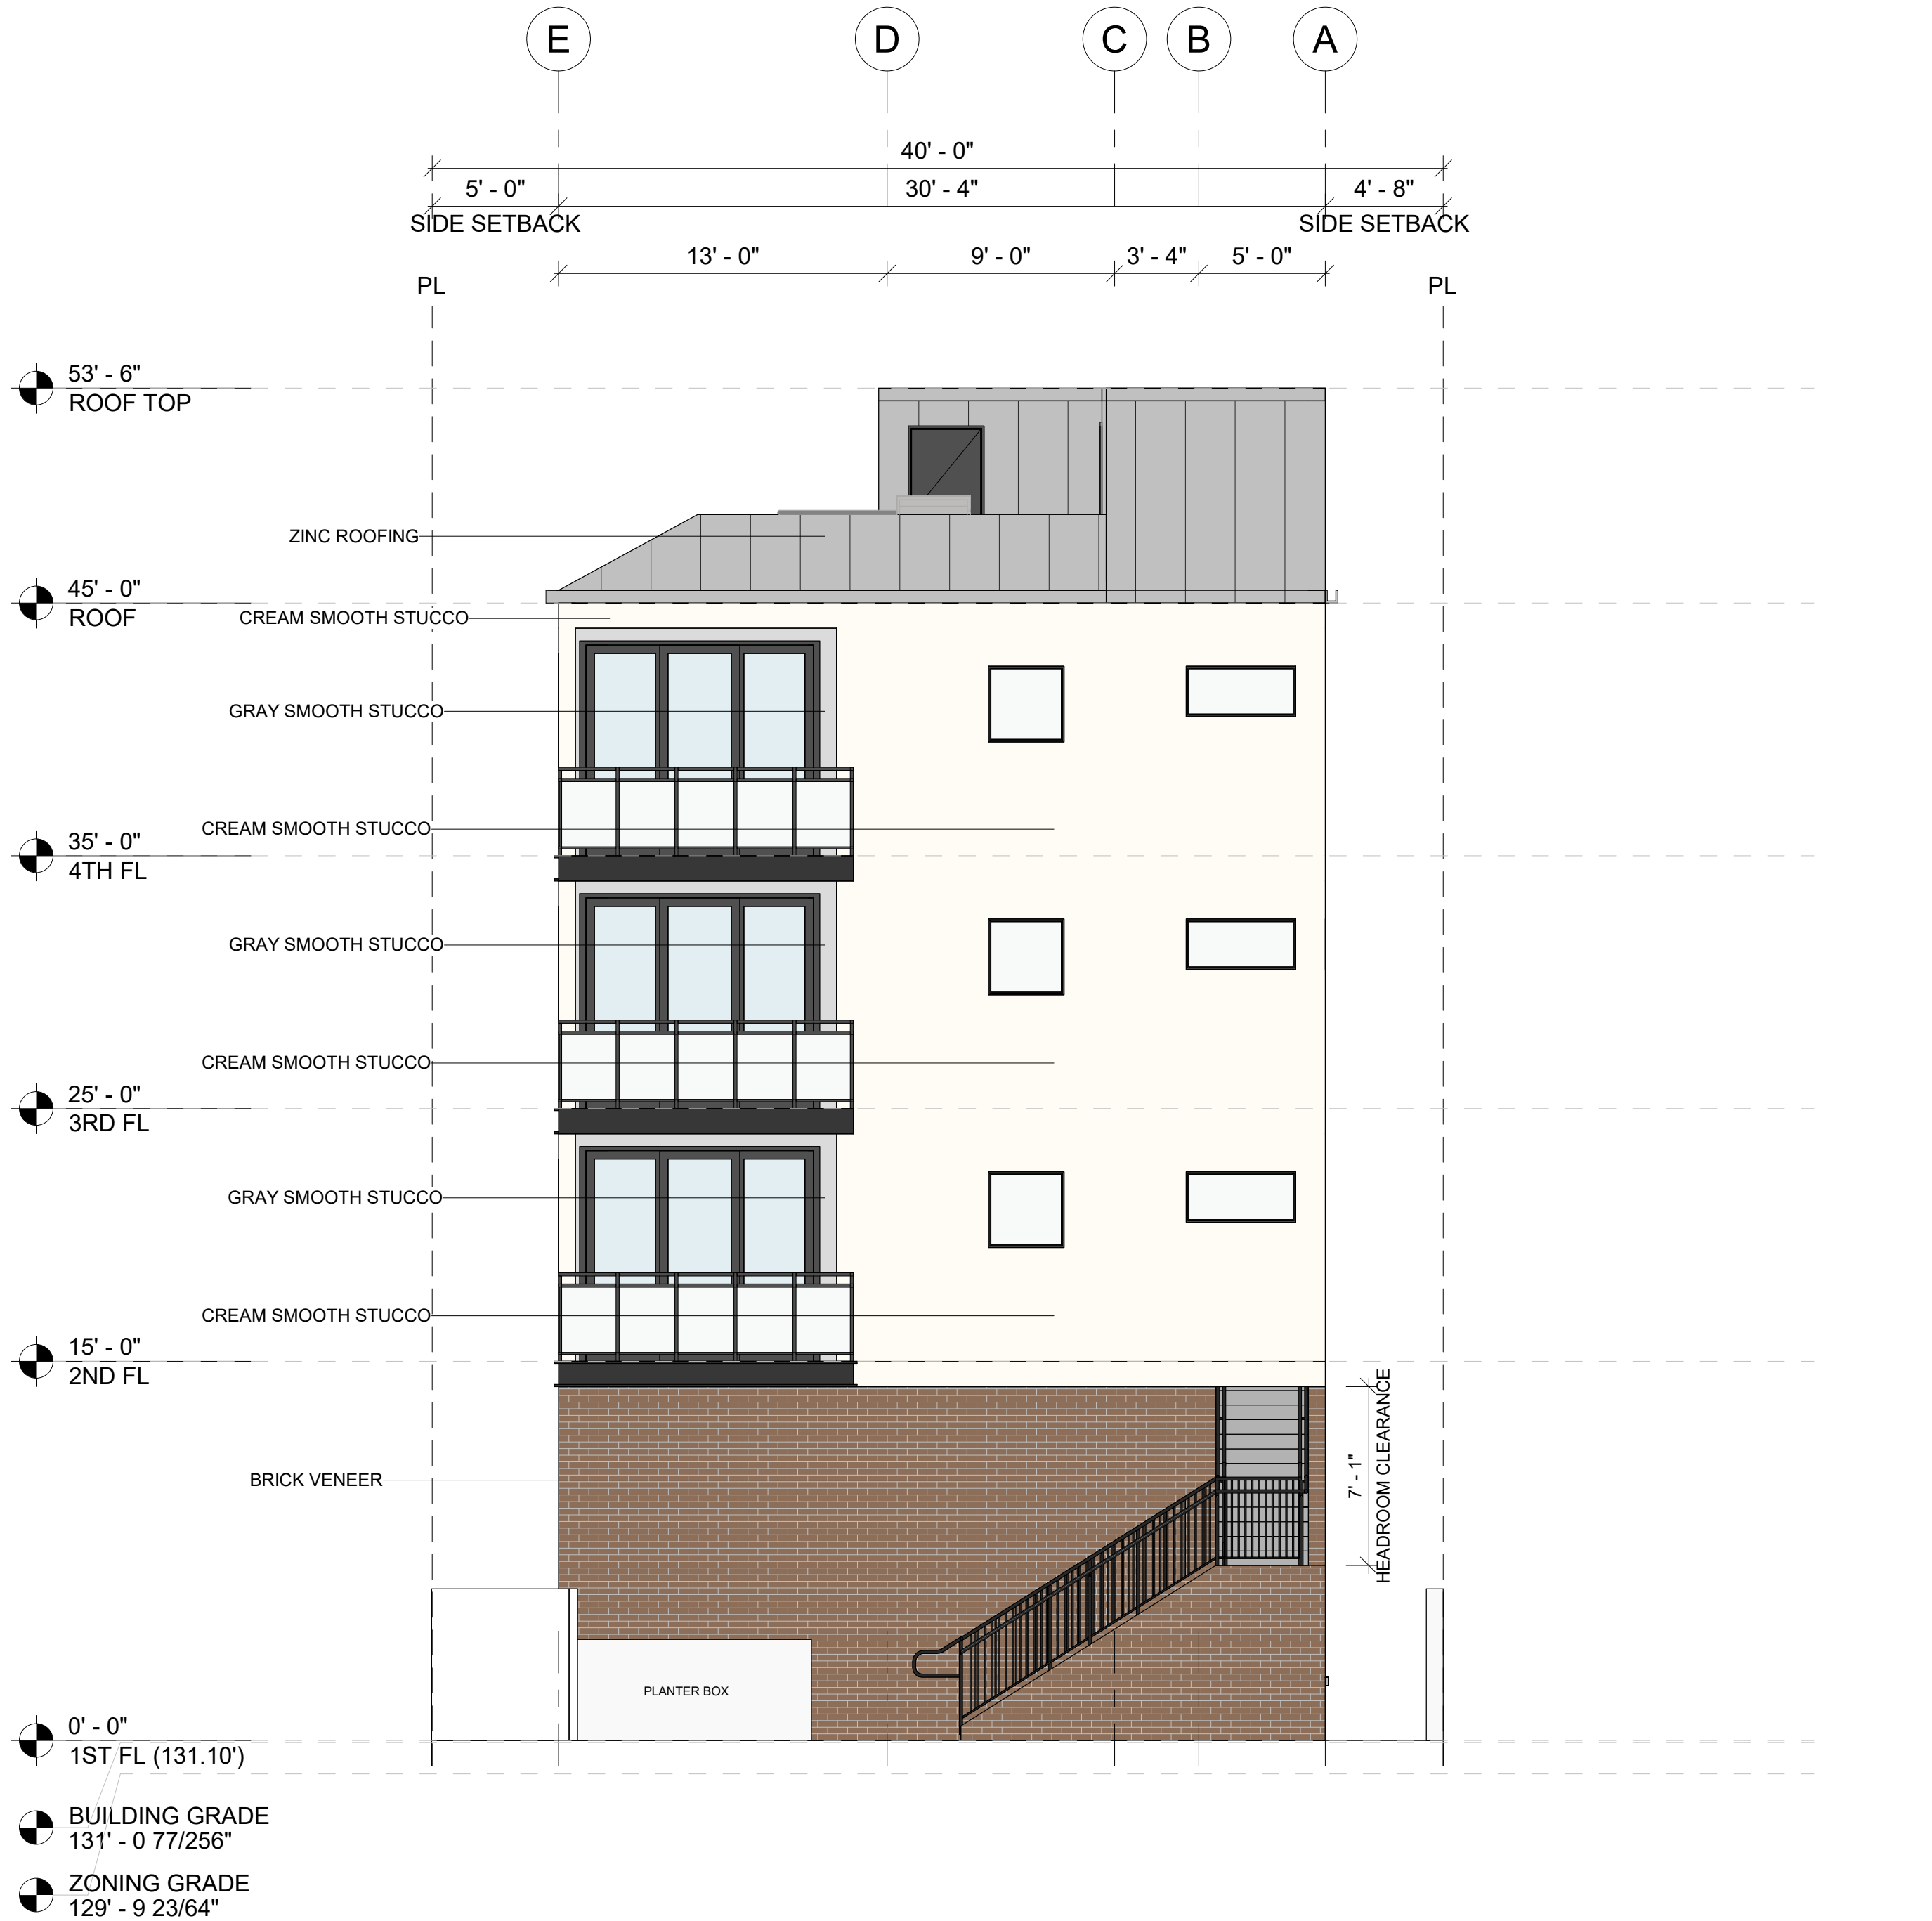 E D C B A
40' - 0"
5' - 0" 30' - 4" 4' - 8"
SIDE SETBACK SIDE SETBACK
13' - 0" 9' - 0" 3' - 4" 5' - 0"
PL PL
53' - 6"
ROOF TOP
ZINC ROOFING
45' - 0"
ROOF
CREAM SMOOTH STUCCO
GRAY SMOOTH STUCCO
CREAM SMOOTH STUCCO
35' - 0"
4TH FL
GRAY SMOOTH STUCCO
CREAM SMOOTH STUCCO
25' - 0"
3RD FL
GRAY SMOOTH STUCCO
CREAM SMOOTH STUCCO
15' - 0"
2ND FL
BRICK VENEER
7' - 1"
HEADROOM CLEARANCE
PLANTER BOX
0' - 0"
1ST FL (131.10')
BUILDING GRADE
131' - 0 77/256"
ZONING GRADE
129' - 9 23/64"